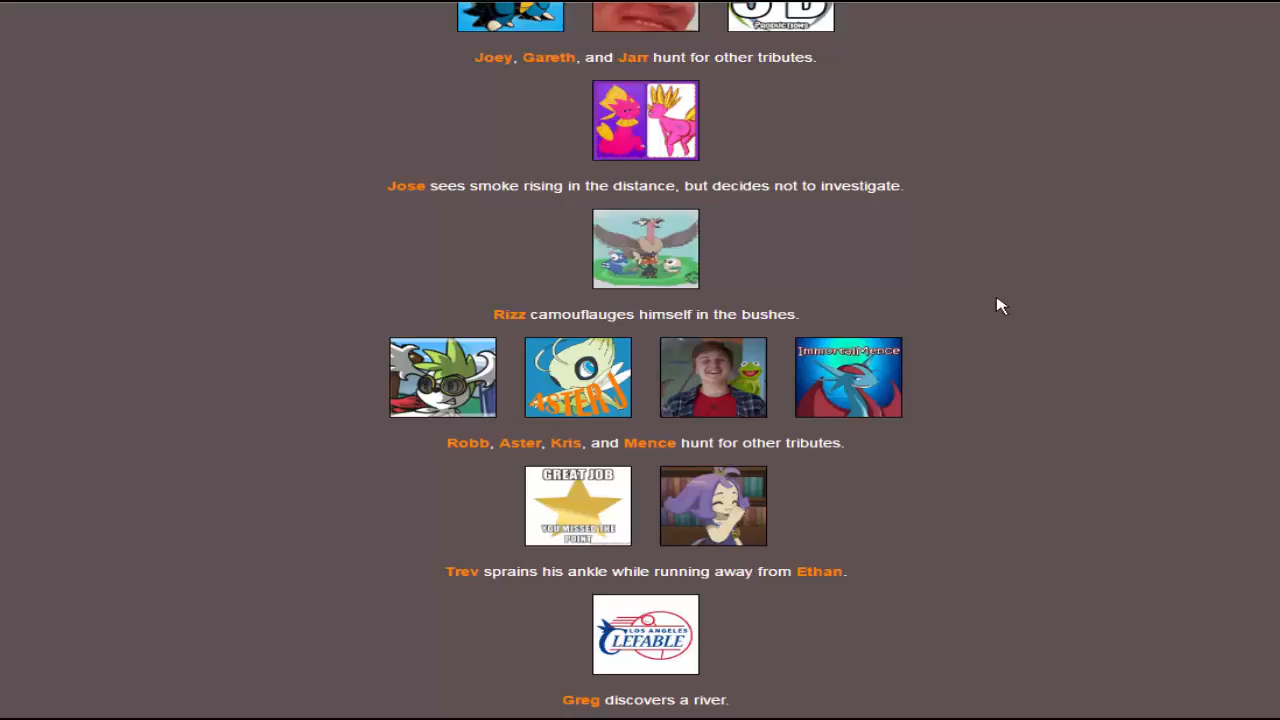 PRODUCTIONS
Joey, Gareth, and Jarr hunt for other tributes.
Jose sees smoke rising in the distance, but decides not to investigate.
Rizz camouflauges himself in the bushes.
ASTER J
ImmortalMence
Robb, Aster, Kris, and Mence hunt for other tributes.
GREAT JOB
YOU MISSED THE
POINT
Trev sprains his ankle while running away from Ethan.
LOS ANGELES
CLEFABLE
Greg discovers a river.